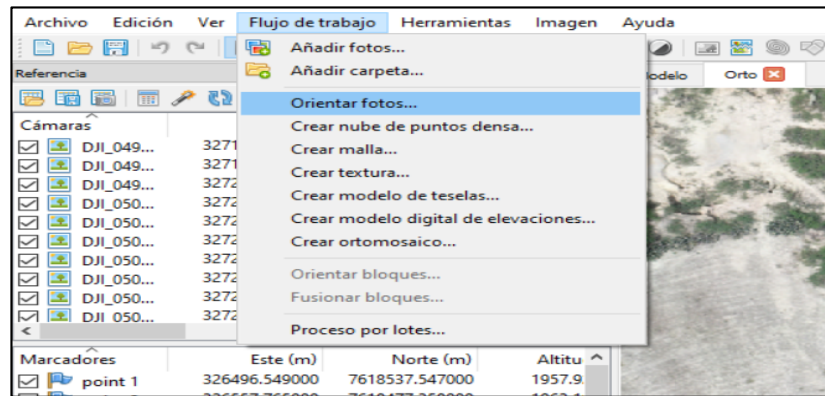 Archivo Edición Ver Flujo de trabajo Herramientas Imagen Ayuda
Añadir fotos...
Referencia Añadir carpeta... Modelo Orto
Orientar fotos...
Cámaras Crear nube de puntos densa...
DJI_049... 3271 Crear malla...
DJI_049... 3271 Crear textura...
DJI_049... 3272
DJI_050... 3272 Crear modelo de teselas...
DJI_050... 3272 Crear modelo digital de elevaciones...
DJI_050... 3272 Crear ortomosaico...
DJI_050... 3272
DJI_050... 3272 Orientar bloques...
DJI_050... 3272 Fusionar bloques...
DJI_050... 3272
Proceso por lotes...
Marcadores Este (m) Norte (m) Altitu
point 1 326496.549000 7618537.547000 1957.9